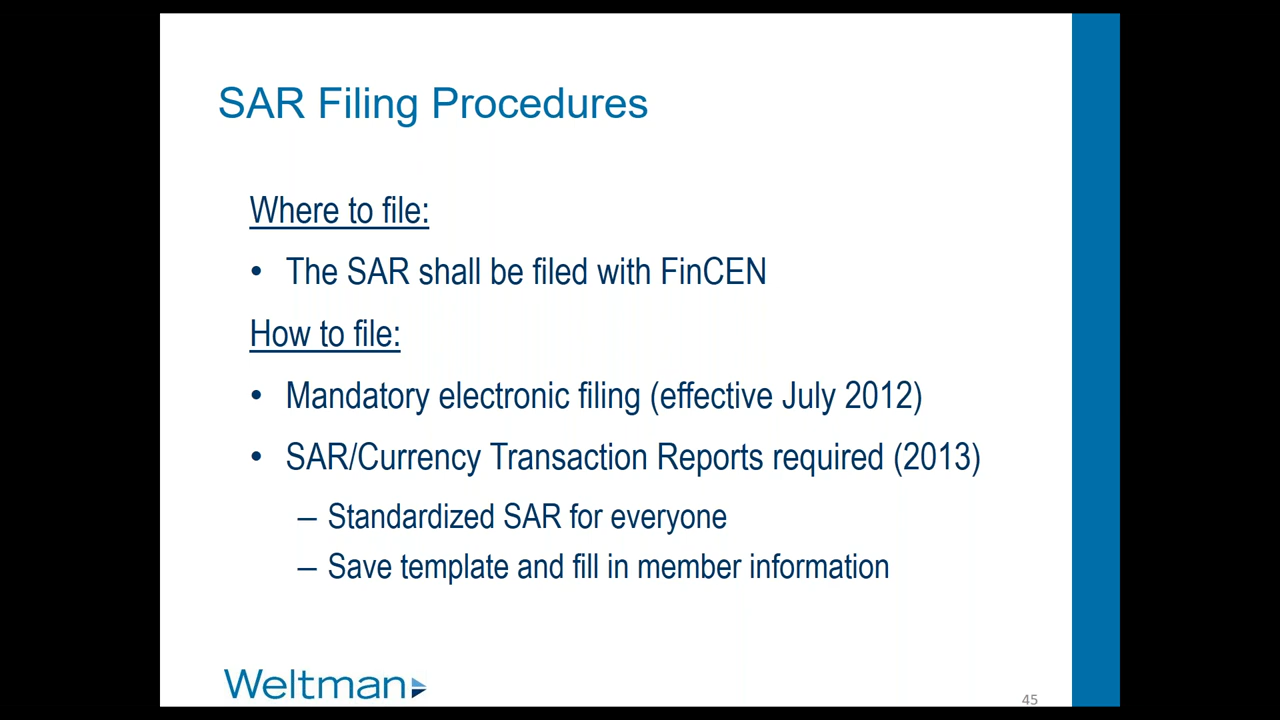 SAR Filing Procedures
Where to file:
• The SAR shall be filed with FinCEN
How to file:
• Mandatory electronic filing (effective July 2012)
• SAR/Currency Transaction Reports required (2013)
– Standardized SAR for everyone
– Save template and fill in member information
Weltman
45